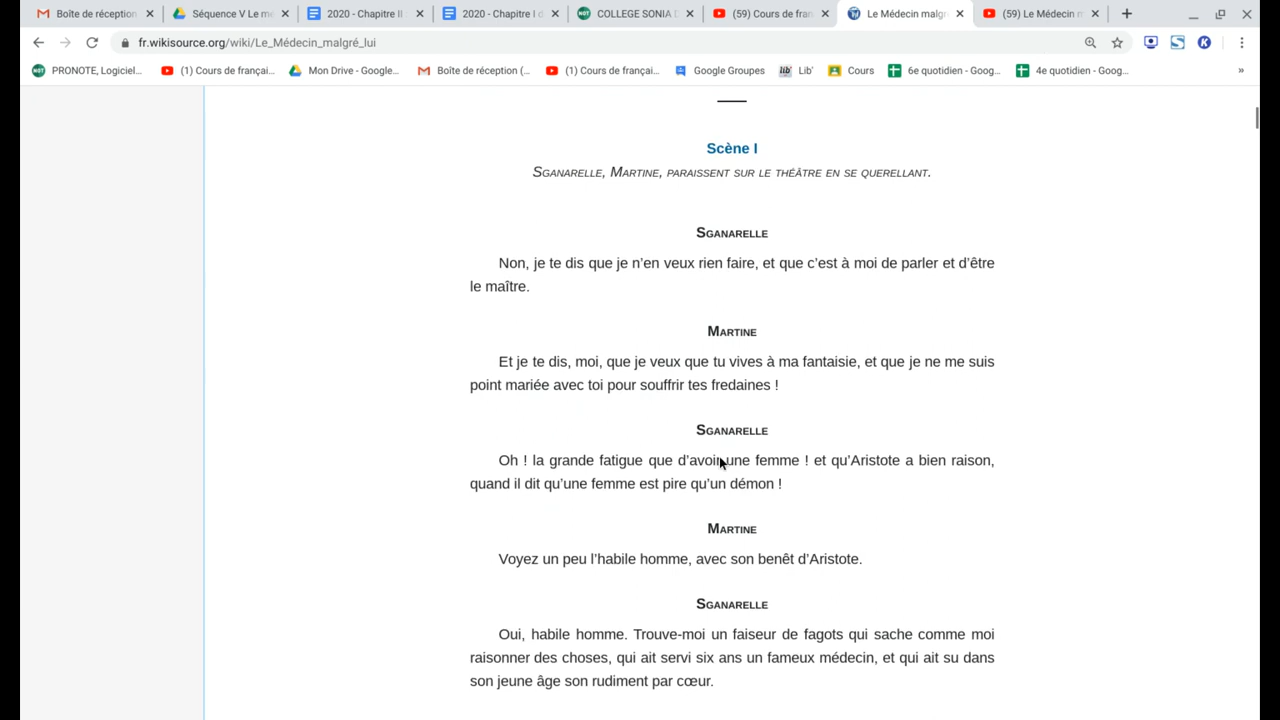 Boîte de réception
Séquence V Le me
2020 - Chapitre II
2020 - Chapitre I d
COLLEGE SONIA D
(59) Cours de fran
Le Médecin malgr
(59) Le Médecin m
fr.wikisource.org/wiki/Le_Médecin_malgré_lui
PRONOTE, Logiciel...
(1) Cours de françai...
Mon Drive - Google...
Boîte de réception (...
(1) Cours de françai...
Google Groupes
lib' Lib'
Cours
6e quotidien - Goog...
4e quotidien - Goog...
»
Scène I
Sganarelle, Martine, paraissent sur le théâtre en se querellant.
Sganarelle
Non, je te dis que je n’en veux rien faire, et que c’est à moi de parler et d’être
le maître.
Martine
Et je te dis, moi, que je veux que tu vives à ma fantaisie, et que je ne me suis
point mariée avec toi pour souffrir tes fredaines !
Sganarelle
Oh ! la grande fatigue que d’avoir une femme ! et qu’Aristote a bien raison,
quand il dit qu’une femme est pire qu’un démon !
Martine
Voyez un peu l’habile homme, avec son benêt d’Aristote.
Sganarelle
Oui, habile homme. Trouve-moi un faiseur de fagots qui sache comme moi
raisonner des choses, qui ait servi six ans un fameux médecin, et qui ait su dans
son jeune âge son rudiment par cœur.